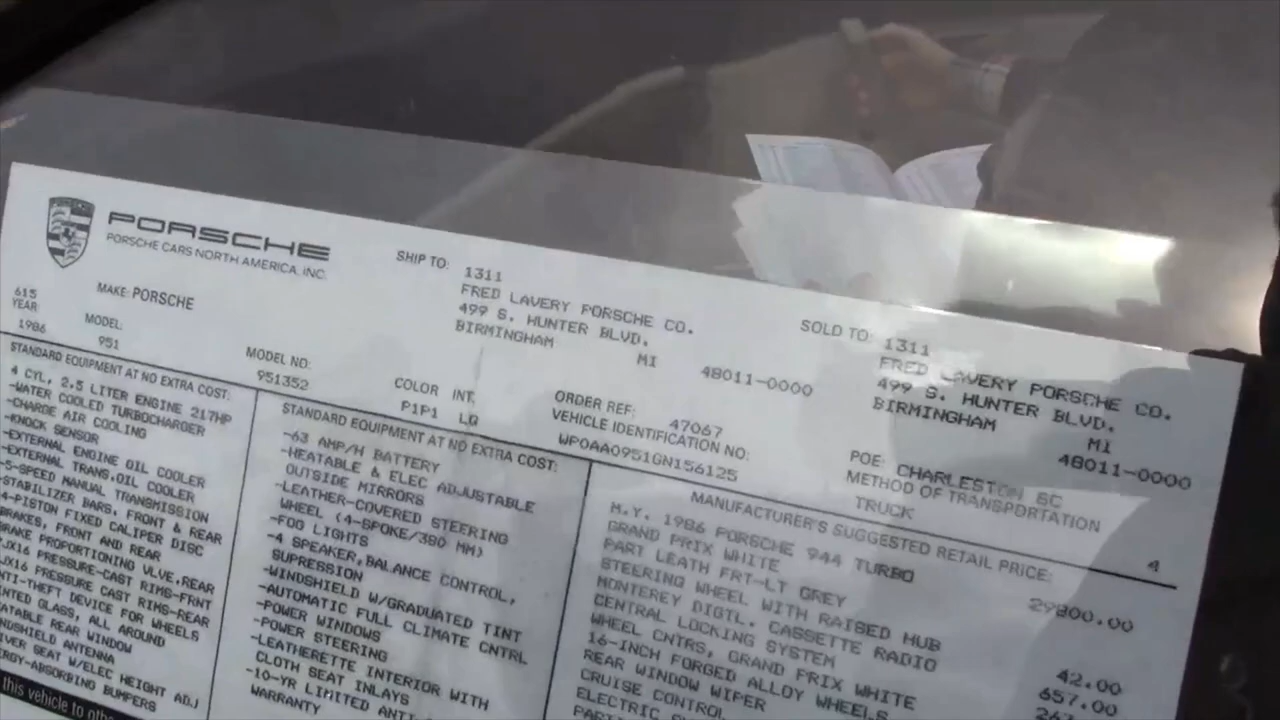 PORSCHE
PORSCHE CARS NORTH AMERICA, INC.
SHIP TO: 1311
FRED LAVERY PORSCHE CO.
499 S. HUNTER BLVD.
BIRMINGHAM MI 48011-0000
SOLD TO: 1311
FRED LAVERY PORSCHE CO.
499 S. HUNTER BLVD.
BIRMINGHAM MI 48011-0000
615
YEAR
1986
MAKE: PORSCHE
MODEL:
951
MODEL NO:
951352
COLOR INT.
P1P1 LQ
ORDER REF: 47067
VEHICLE IDENTIFICATION NO:
WP0AA0951GN156125
POE: CHARLESTON SC
METHOD OF TRANSPORTATION
TRUCK 4
STANDARD EQUIPMENT AT NO EXTRA COST:
4 CYL, 2.5 LITER ENGINE 217HP
-WATER COOLED TURBOCHARGER
-CHARGE AIR COOLING
-KNOCK SENSOR
-EXTERNAL ENGINE OIL COOLER
-EXTERNAL TRANS.OIL COOLER
-5-SPEED MANUAL TRANSMISSION
-STABILIZER BARS, FRONT & REAR
4-PISTON FIXED CALIPER DISC
BRAKES, FRONT AND REAR
BRAKE PROPORTIONING VLVE,REAR
JX16 PRESSURE-CAST RIMS-FRNT
JX16 PRESSURE CAST RIMS-REAR
ANTI-THEFT DEVICE FOR WHEELS
GLASS, ALL AROUND
REAR WINDOW
ANTENNA
SEAT W/ELEC HEIGHT ADJ
BUMPERS
this vehicle to
STANDARD EQUIPMENT AT NO EXTRA COST:
-63 AMP/H BATTERY
-HEATABLE & ELEC ADJUSTABLE
OUTSIDE MIRRORS
-LEATHER-COVERED STEERING
WHEEL (4-SPOKE/380 MM)
-FOG LIGHTS
-4 SPEAKER,BALANCE CONTROL,
SUPRESSION
-WINDSHIELD W/GRADUATED TINT
-AUTOMATIC FULL CLIMATE CNTRL
-POWER WINDOWS
-POWER STEERING
-LEATHERETTE INTERIOR WITH
CLOTH SEAT INLAYS
-10-YR LIMITED
WARRANTY
MANUFACTURER'S SUGGESTED RETAIL PRICE:
M.Y. 1986 PORSCHE 944 TURBO 29800.00
GRAND PRIX WHITE
PART LEATH FRT-LT GREY 42.00
STEERING WHEEL WITH RAISED HUB 657.00
MONTEREY DIGTL. CASSETTE RADIO
CENTRAL LOCKING SYSTEM
WHEEL CNTRS, GRAND PRIX WHITE
16-INCH FORGED ALLOY WHEELS
REAR WINDOW WIPER
CRUISE CONTROL
ELECTRIC